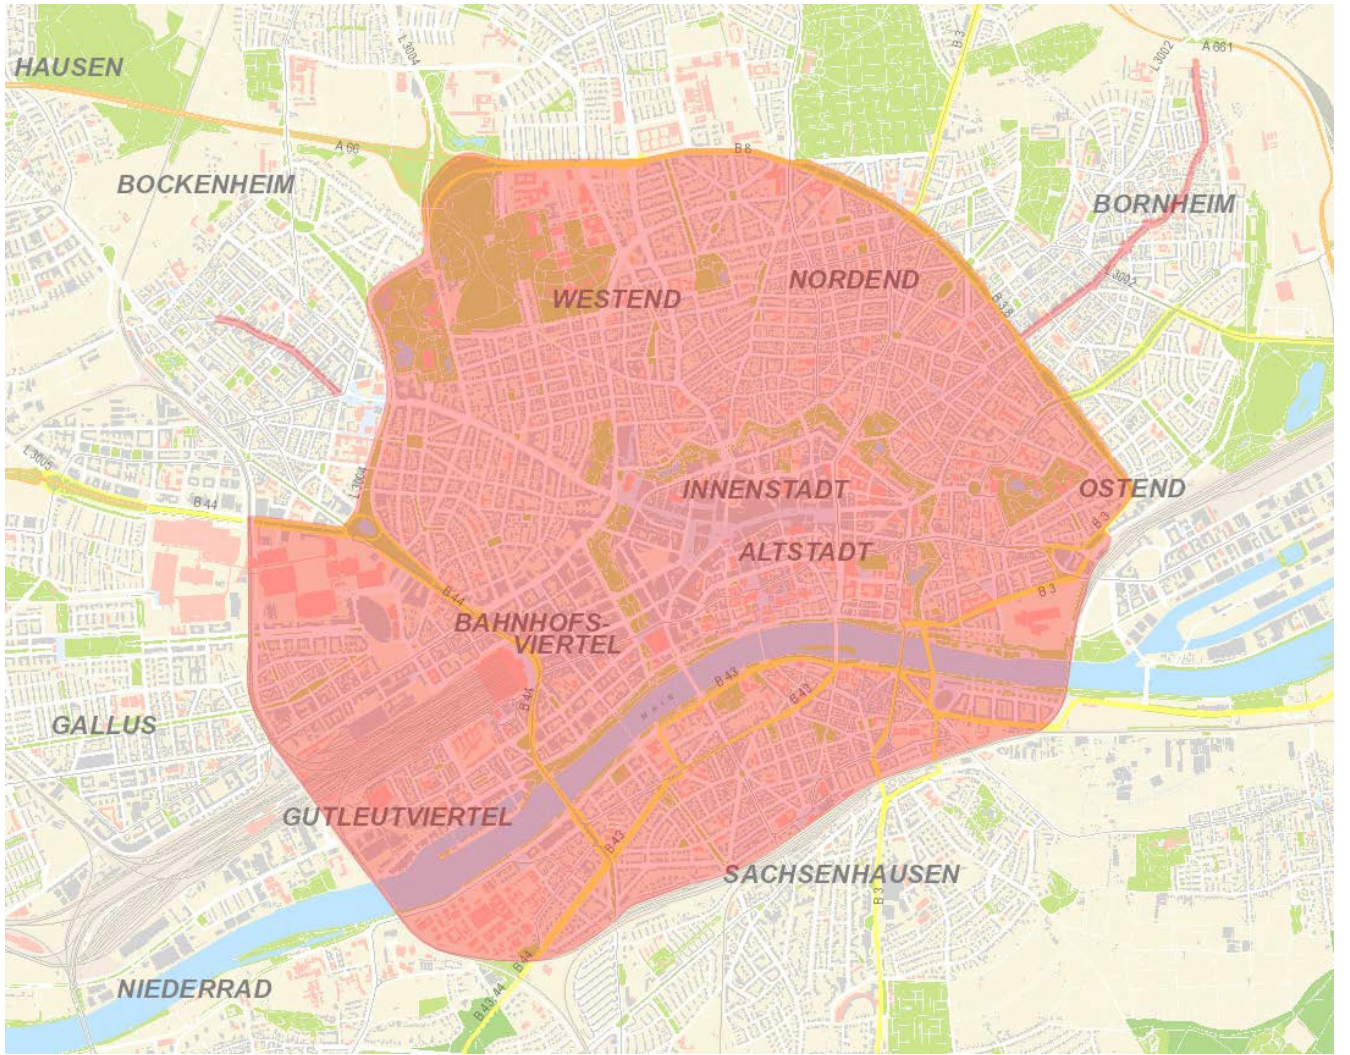 L 3004
B 3
L 3002
A 661
HAUSEN
A 66
B 8
BOCKENHEIM
BORNHEIM
NORDEND
L 3002
WESTEND
B 3 8
L 3005
L 3004
INNENSTADT
OSTEND
B 44
B 3
ALTSTADT
B 44
B 3
BAHNHOFS-
VIERTEL
B 43
B 43
B 44
MAIN
GALLUS
GUTLEUTVIERTEL
B 43
SACHSENHAUSEN
B 3
B 44
NIEDERRAD
B 43 44